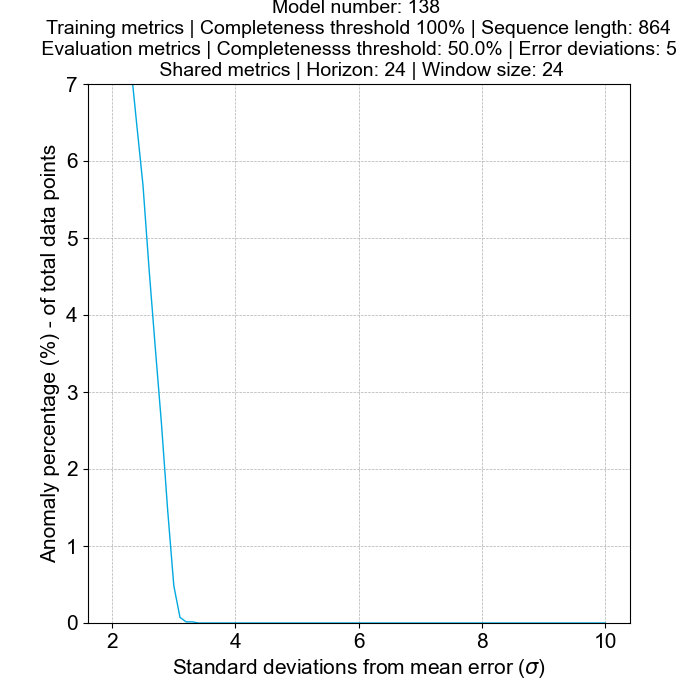 Model number: 138
Training metrics | Completeness threshold 100% | Sequence length: 864
Evaluation metrics | Completenesss threshold: 50.0% | Error deviations: 5
Shared metrics | Horizon: 24 | Window size: 24
7
6
5
4
3
2
1
0
Anomaly percentage (%) - of total data points
2 4 6 8 10
Standard deviations from mean error (σ)